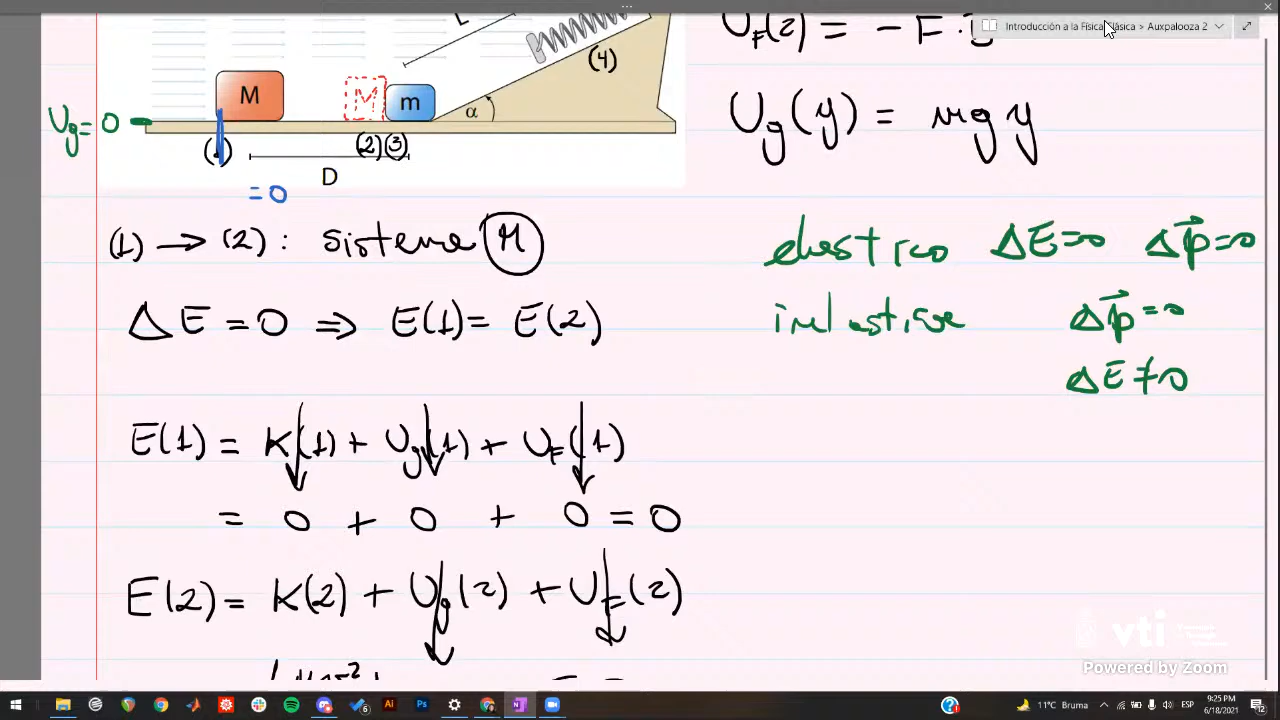 Introducción a la Física Clásica > Auxpalooza 2
L
(4)
M
M
m
α
Ug = 0
(1)
(2) (3)
D
= 0
Ug(y) = mgy
(1) → (2) : sistema M
ΔE = 0 ⇒ E(1) = E(2)
E(1) = K(1) + Ug(1) + UF(1)
= 0 + 0 + 0 = 0
E(2) = K(2) + Ug(2) + UF(2)
elastico ΔE=0 Δp⃗=0
inelastico Δp⃗=0
ΔE≠0
vti
Powered by Zoom
11°C Bruma
ESP
9:25 PM
6/18/2021